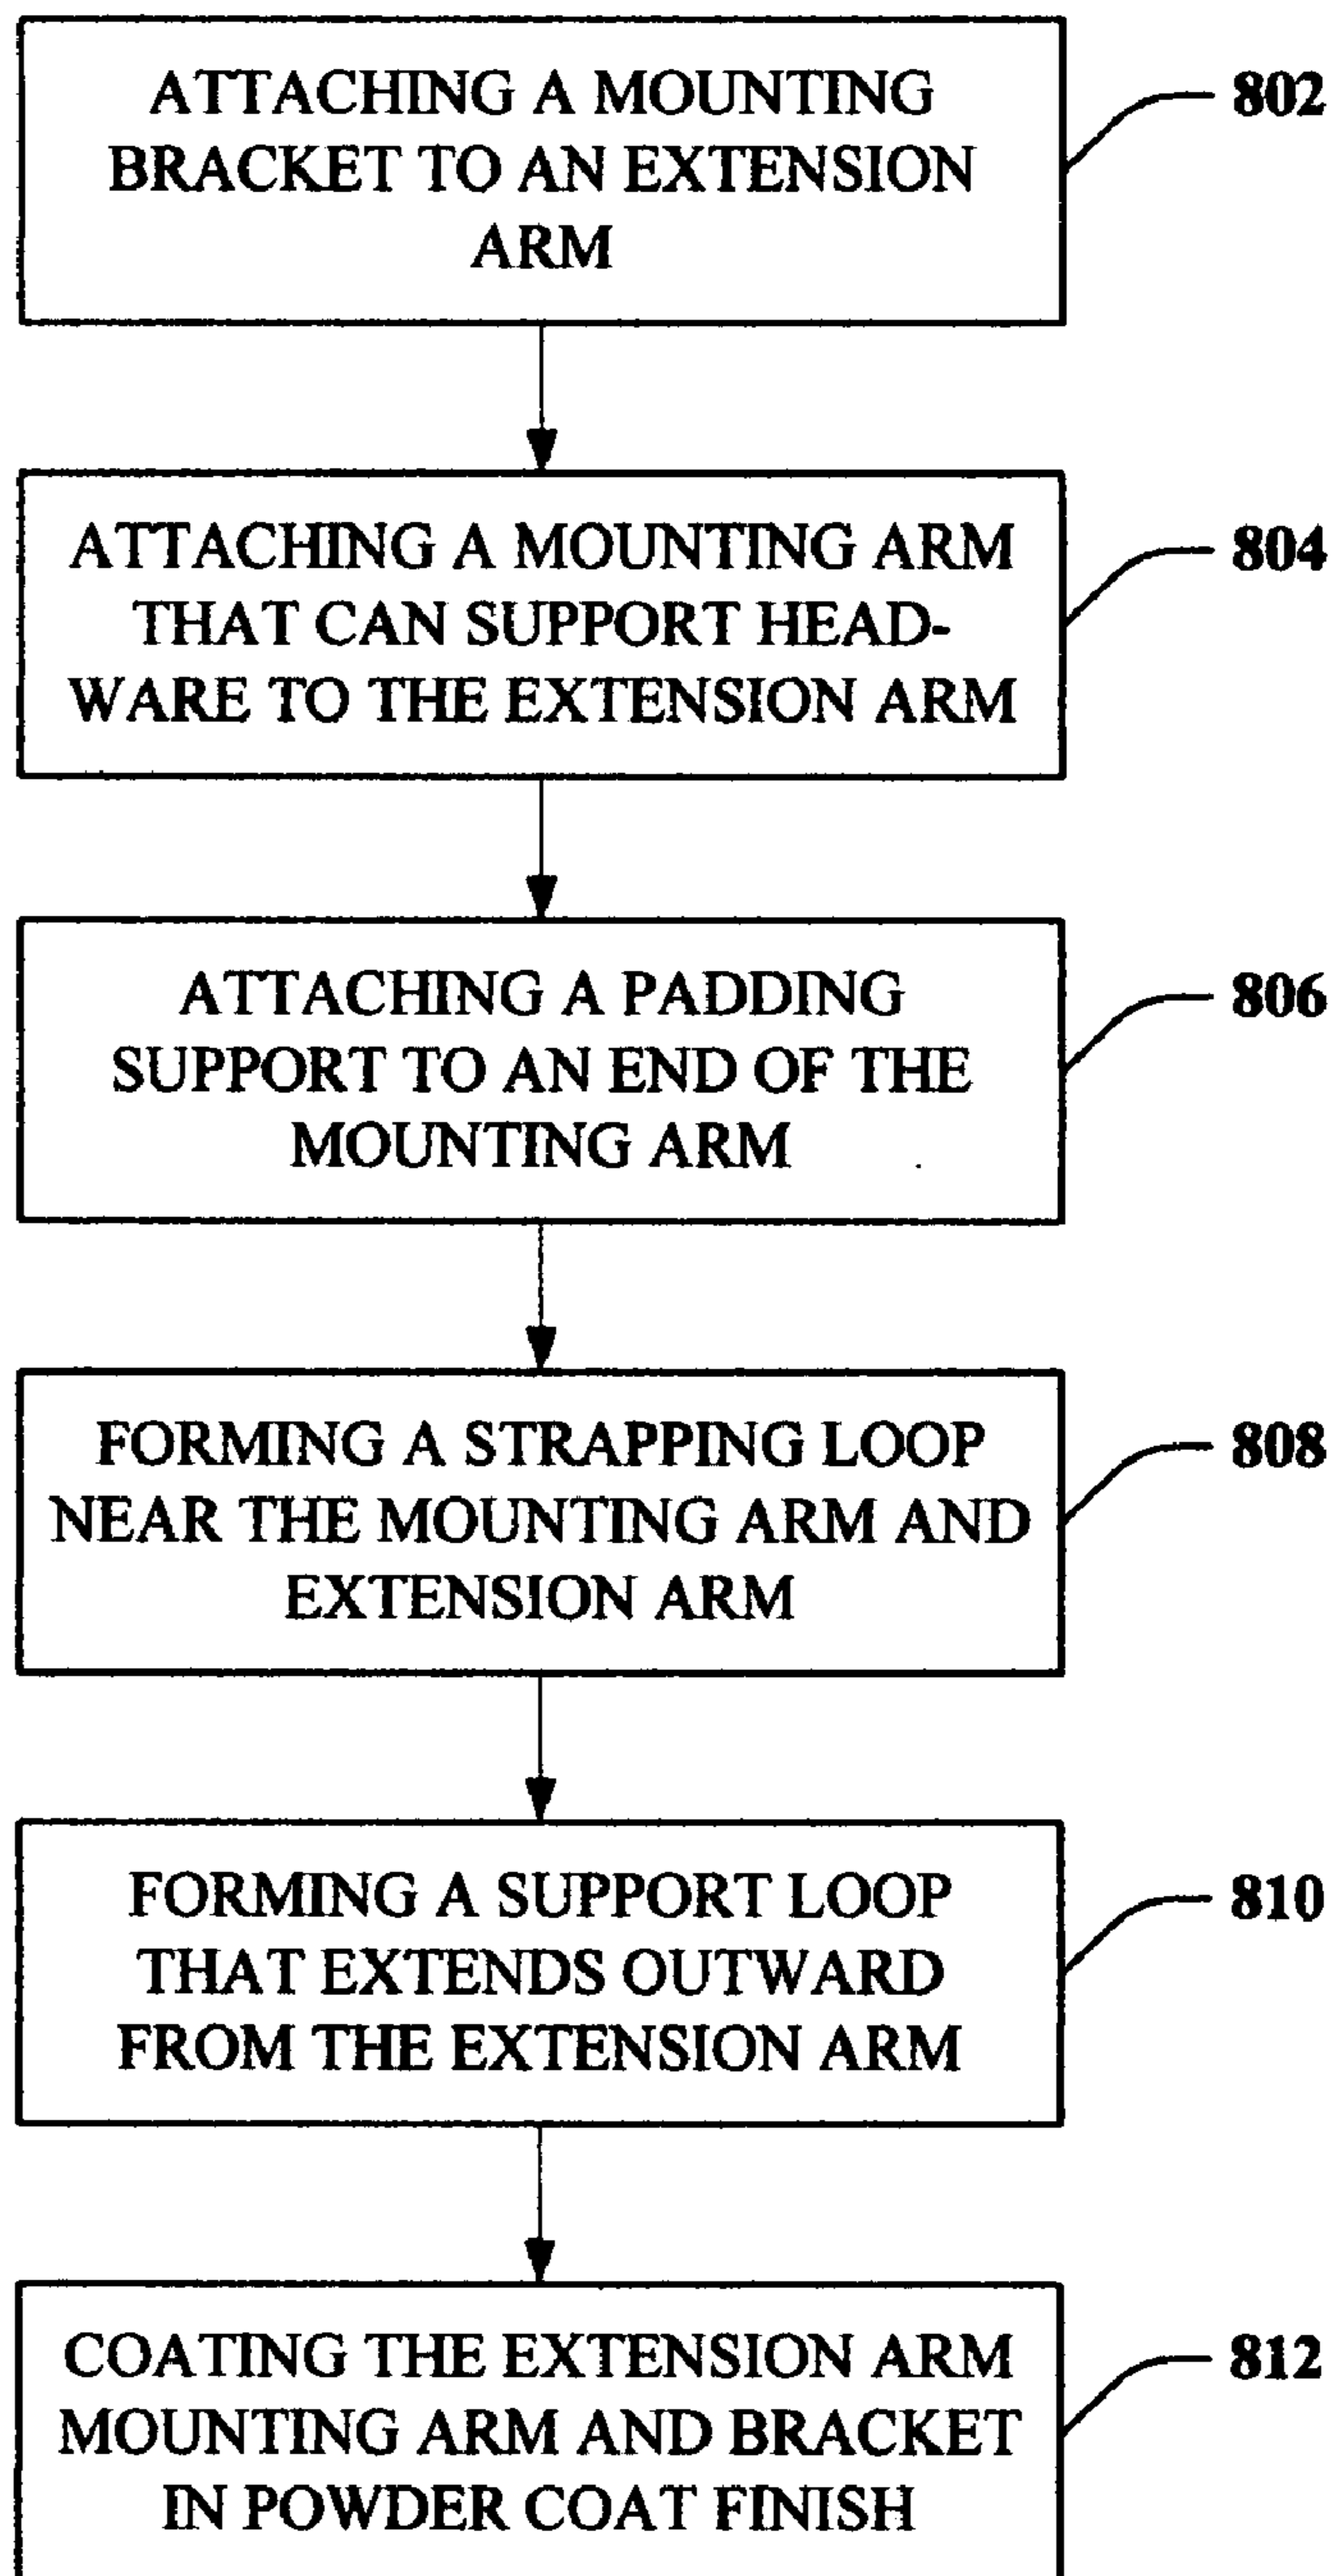 ATTACHING A MOUNTING
BRACKET TO AN EXTENSION
ARM
802
ATTACHING A MOUNTING ARM
THAT CAN SUPPORT HEAD-
WARE TO THE EXTENSION ARM
804
ATTACHING A PADDING
SUPPORT TO AN END OF THE
MOUNTING ARM
806
FORMING A STRAPPING LOOP
NEAR THE MOUNTING ARM AND
EXTENSION ARM
808
FORMING A SUPPORT LOOP
THAT EXTENDS OUTWARD
FROM THE EXTENSION ARM
810
COATING THE EXTENSION ARM
MOUNTING ARM AND BRACKET
IN POWDER COAT FINISH
812